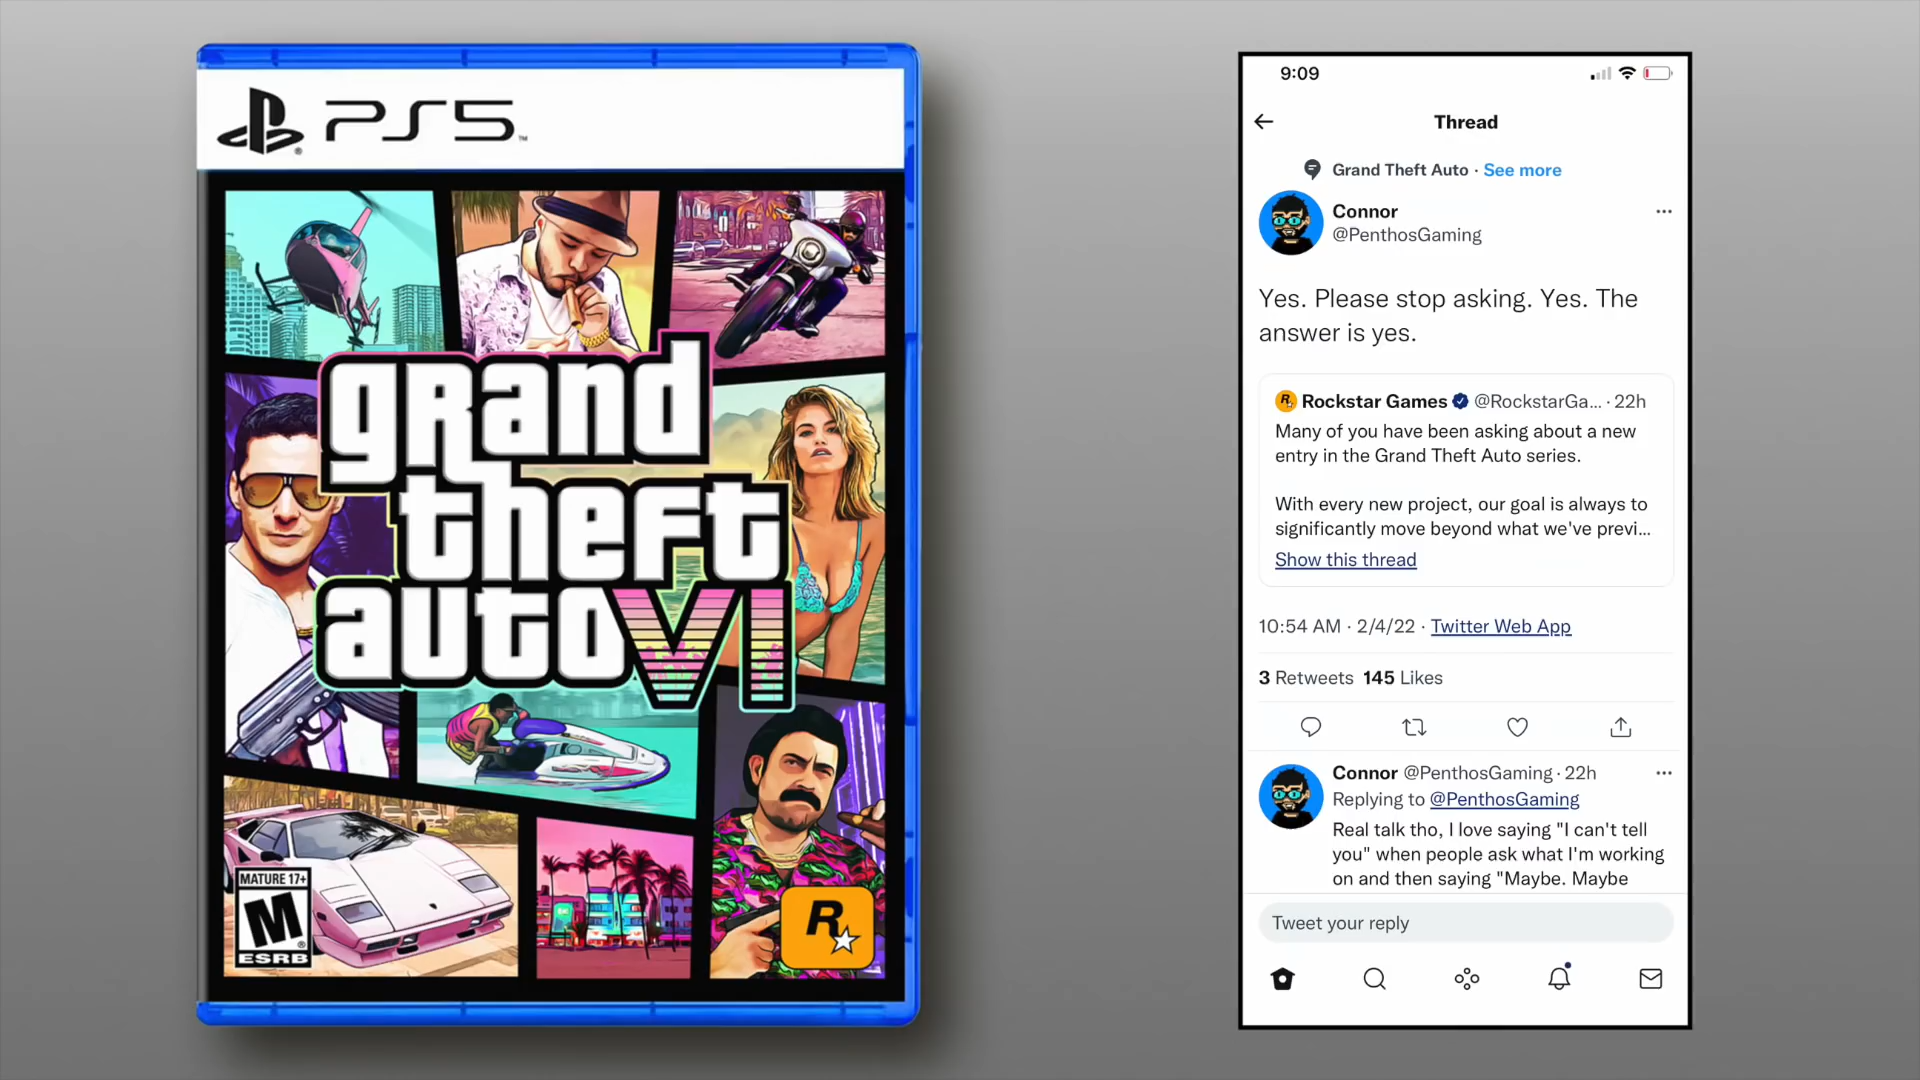 PS5
grand
theft
auto VI
MATURE 17+
M
ESRB
R
9:09
Thread
Grand Theft Auto · See more
Connor
@PenthosGaming
Yes. Please stop asking. Yes. The
answer is yes.
Rockstar Games @RockstarGa... · 22h
Many of you have been asking about a new
entry in the Grand Theft Auto series.
With every new project, our goal is always to
significantly move beyond what we've previ...
Show this thread
10:54 AM · 2/4/22 · Twitter Web App
3 Retweets 145 Likes
Connor @PenthosGaming · 22h
Replying to @PenthosGaming
Real talk tho, I love saying "I can't tell
you" when people ask what I'm working
on and then saying "Maybe. Maybe
Tweet your reply